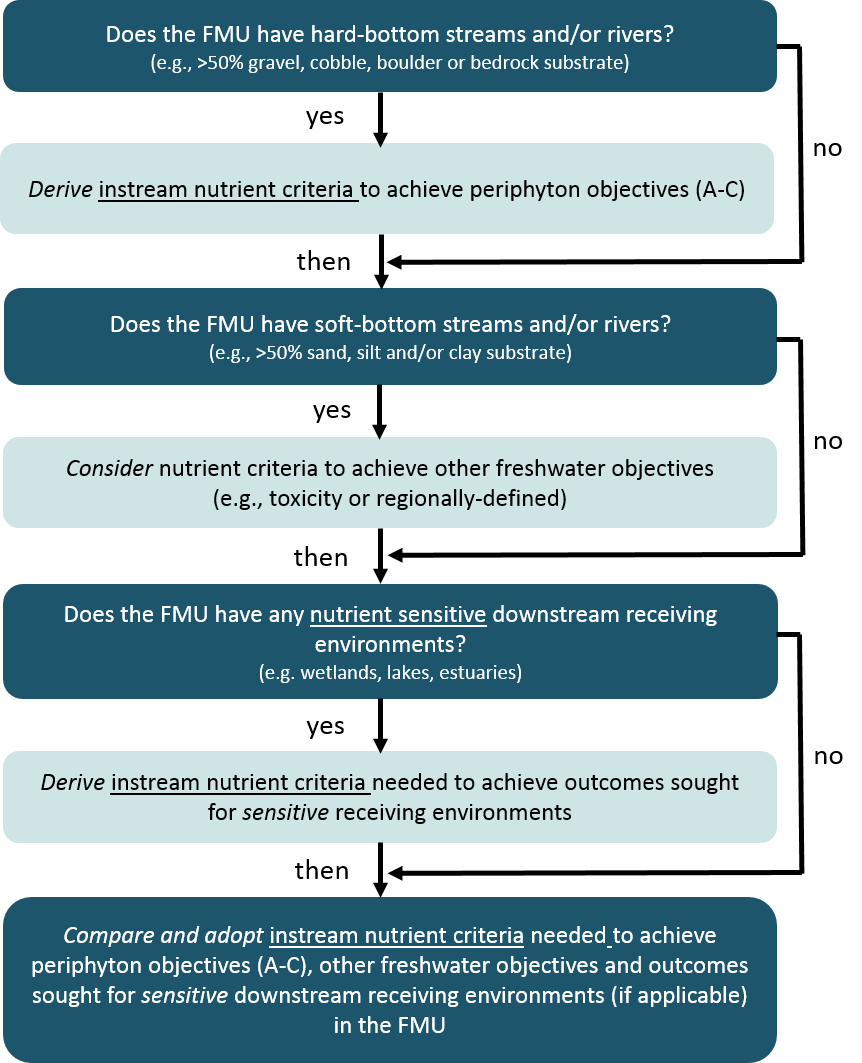 Does the FMU have hard-bottom streams and/or rivers?
(e.g., >50% gravel, cobble, boulder or bedrock substrate)
yes
no
Derive instream nutrient criteria to achieve periphyton objectives (A-C)
then
Does the FMU have soft-bottom streams and/or rivers?
(e.g., >50% sand, silt and/or clay substrate)
yes
no
Consider nutrient criteria to achieve other freshwater objectives
(e.g., toxicity or regionally-defined)
then
Does the FMU have any nutrient sensitive downstream receiving
environments?
(e.g. wetlands, lakes, estuaries)
yes
no
Derive instream nutrient criteria needed to achieve outcomes sought
for sensitive receiving environments
then
Compare and adopt instream nutrient criteria needed to achieve
periphyton objectives (A-C), other freshwater objectives and outcomes
sought for sensitive downstream receiving environments (if applicable)
in the FMU